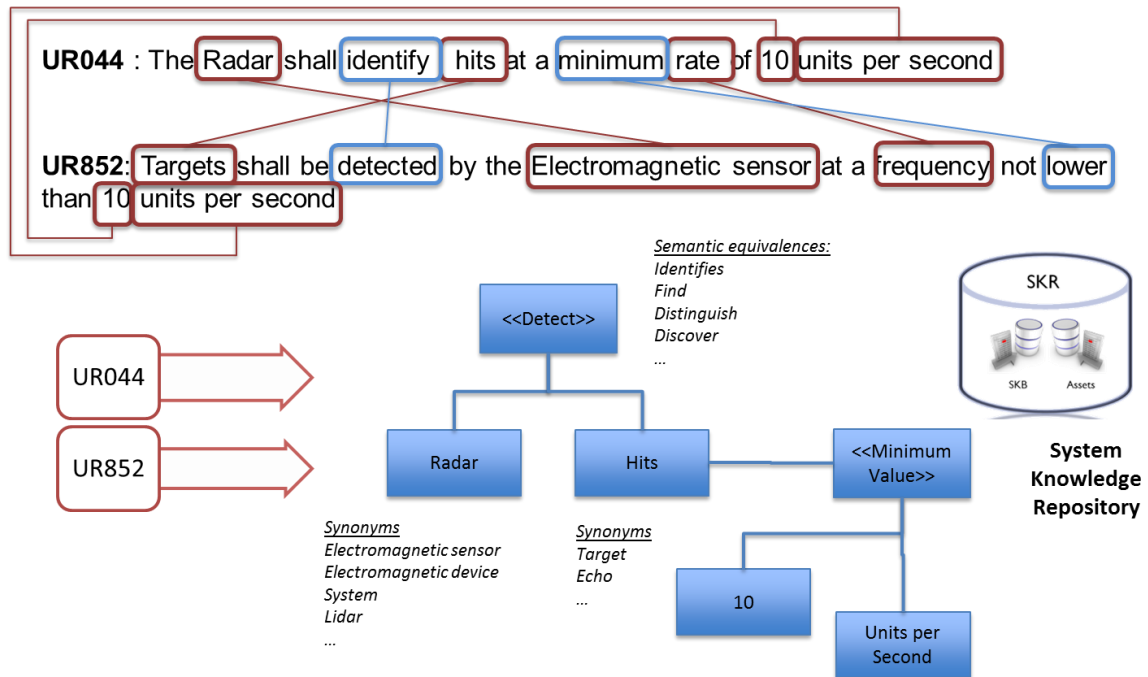 UR044 : The Radar shall identify hits at a minimum rate of 10 units per second
UR852: Targets shall be detected by the Electromagnetic sensor at a frequency not lower
than 10 units per second
Semantic equivalences:
Identifies
Find
Distinguish
Discover
...
<<Detect>>
SKR
SKB
Assets
System
Knowledge
Repository
UR044
UR852
Radar
Hits
<<Minimum
Value>>
Synonyms
Electromagnetic sensor
Electromagnetic device
System
Lidar
...
Synonyms
Target
Echo
...
10
Units per
Second